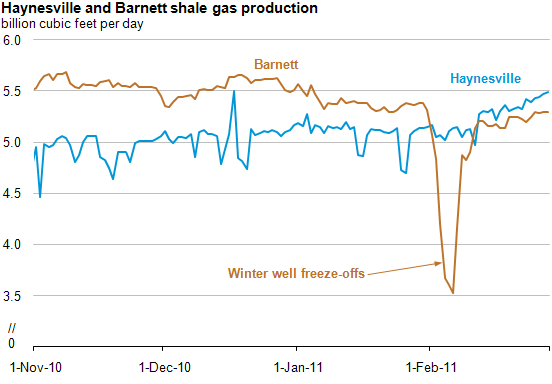 Haynesville and Barnett shale gas production
billion cubic feet per day
6.0
Barnett
Haynesville
5.5
5.0
4.5
4.0
Winter well freeze-offs
3.5
//
0
1-Nov-10 1-Dec-10 1-Jan-11 1-Feb-11